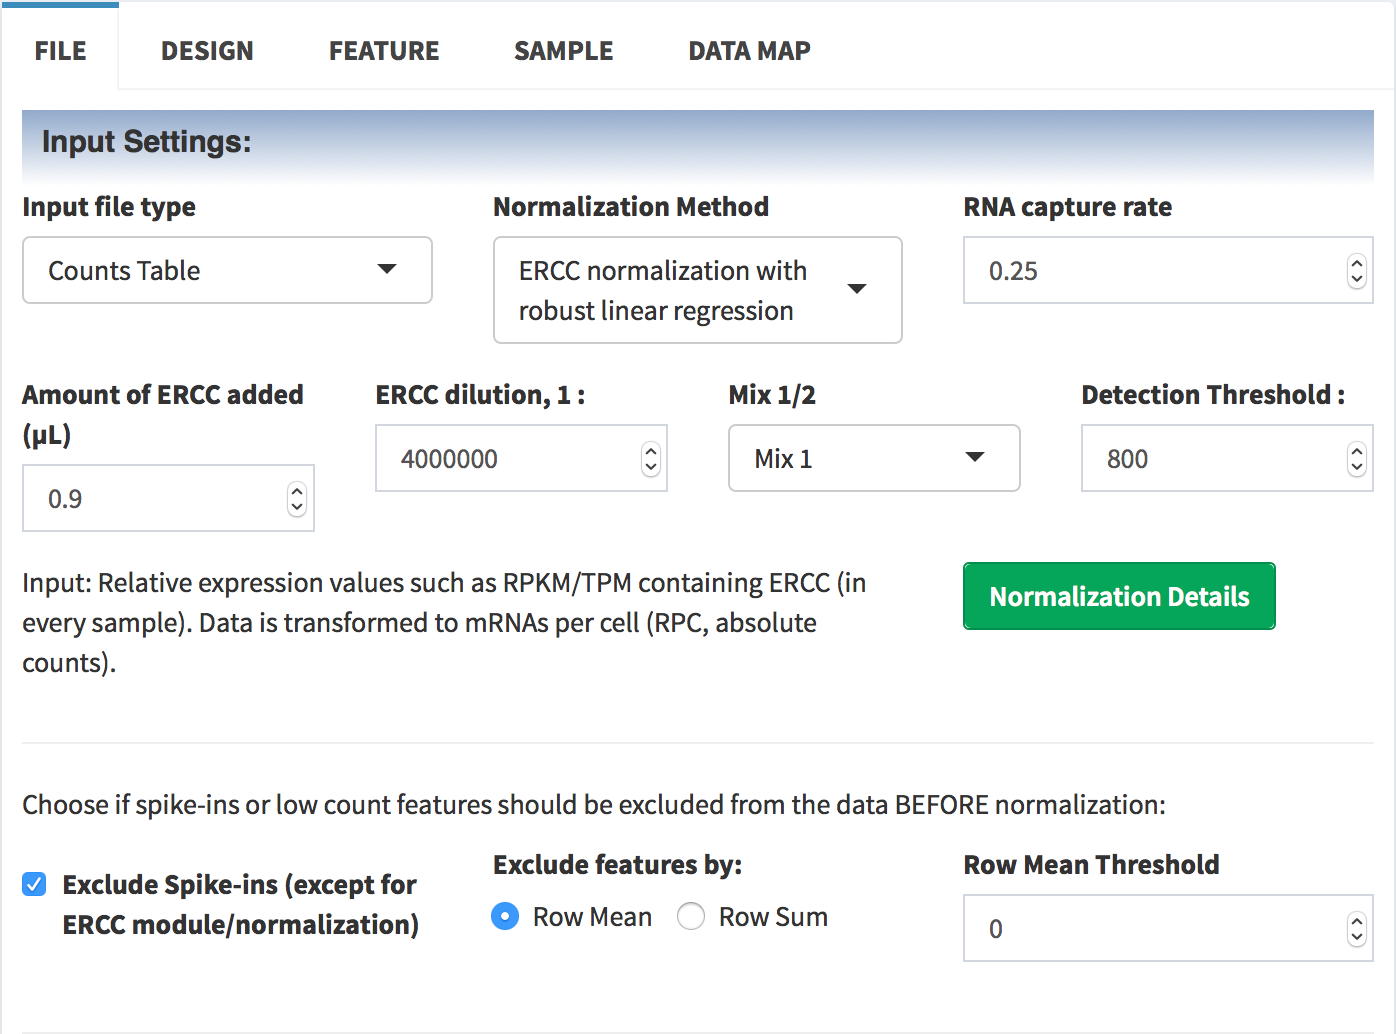 FILE DESIGN FEATURE SAMPLE DATA MAP
Input Settings:
Input file type
Counts Table
Normalization Method
ERCC normalization with
robust linear regression
RNA capture rate
0.25
Amount of ERCC added
(µL)
0.9
ERCC dilution, 1 :
4000000
Mix 1/2
Mix 1
Detection Threshold :
800
Input: Relative expression values such as RPKM/TPM containing ERCC (in
every sample). Data is transformed to mRNAs per cell (RPC, absolute
counts).
Normalization Details
Choose if spike-ins or low count features should be excluded from the data BEFORE normalization:
Exclude Spike-ins (except for
ERCC module/normalization)
Exclude features by:
Row Mean Row Sum
Row Mean Threshold
0